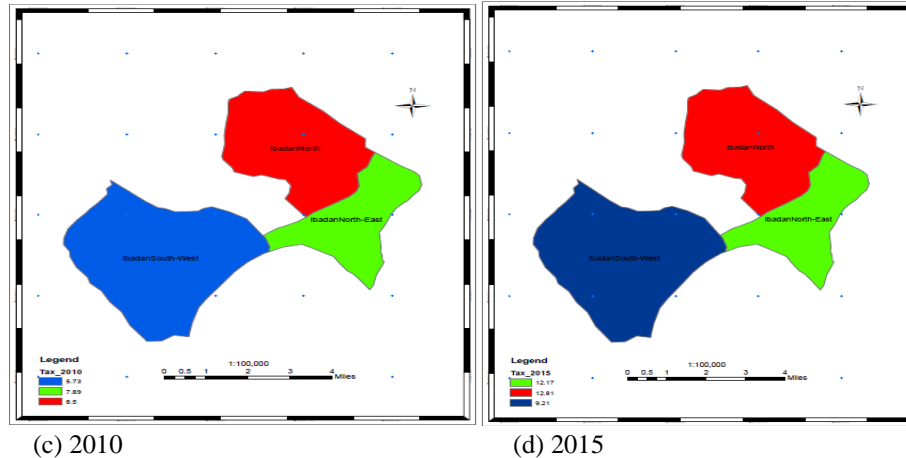 N
IbadanNorth
IbadanNorth-East
IbadanSouth-West
Legend
Tax_2010
5.73
7.89
8.5
1:100,000
0 0.5 1 2 3 4
Miles
(c) 2010
N
IbadanNorth
IbadanNorth-East
IbadanSouth-West
Legend
Tax_2015
12.17
12.81
9.21
1:100,000
0 0.5 1 2 3 4
Miles
(d) 2015